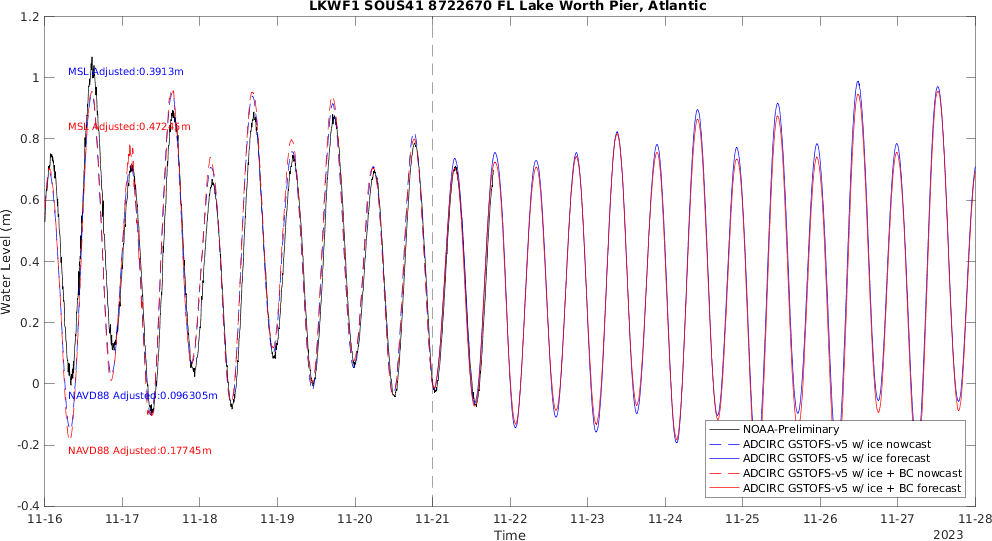 LKWF1 SOUS41 8722670 FL Lake Worth Pier, Atlantic
1.2
1
0.8
0.6
0.4
0.2
0
-0.2
-0.4
Water Level (m)
MSL Adjusted:0.3913m
MSL Adjusted:0.47245m
NAVD88 Adjusted:0.096305m
NAVD88 Adjusted:0.17745m
NOAA-Preliminary
ADCIRC GSTOFS-v5 w/ ice nowcast
ADCIRC GSTOFS-v5 w/ ice forecast
ADCIRC GSTOFS-v5 w/ ice + BC nowcast
ADCIRC GSTOFS-v5 w/ ice + BC forecast
11-16 11-17 11-18 11-19 11-20 11-21 11-22 11-23 11-24 11-25 11-26 11-27 11-28
Time
2023